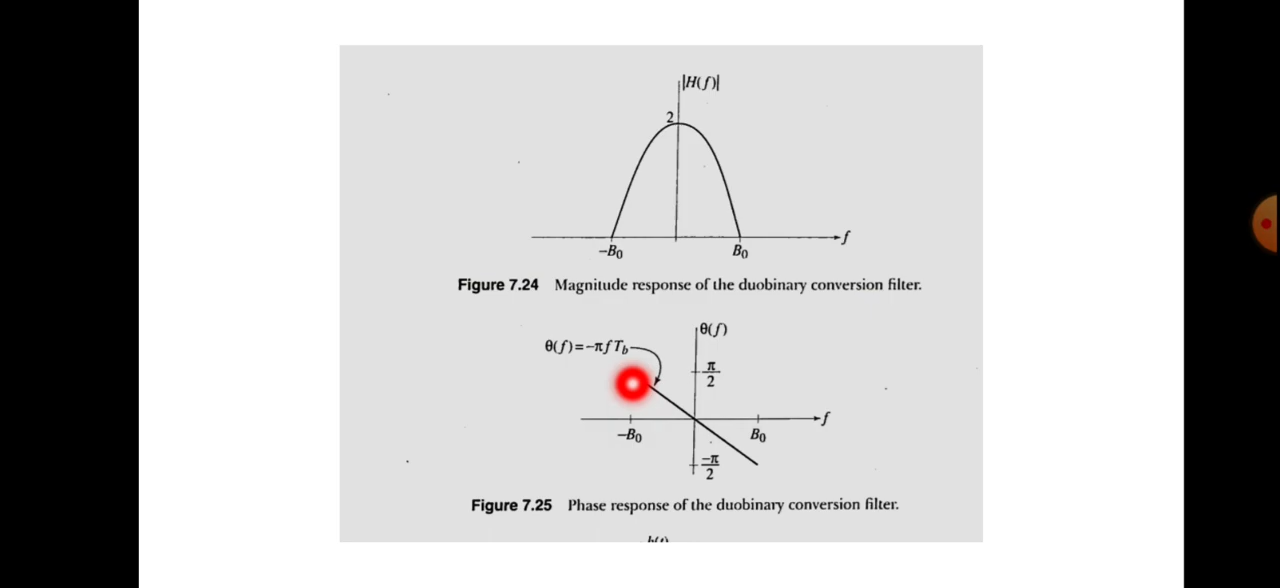 |H(f)|
2
-B₀ B₀ f
Figure 7.24 Magnitude response of the duobinary conversion filter.
θ(f)
θ(f)=-πfT_b
π/2
f
-B₀ B₀
-π/2
Figure 7.25 Phase response of the duobinary conversion filter.
h(t)